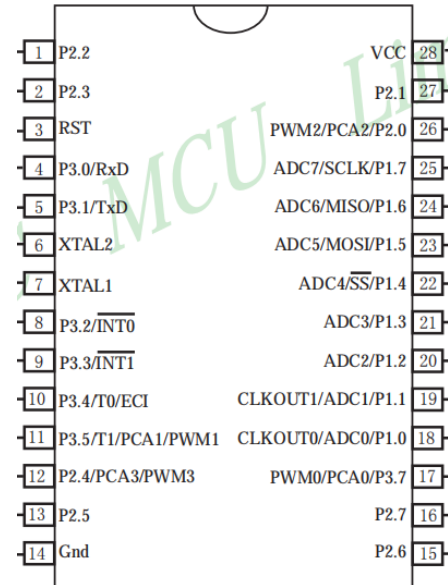 1 P2.2 VCC 28
2 P2.3 P2.1 27
3 RST PWM2/PCA2/P2.0 26
4 P3.0/RxD ADC7/SCLK/P1.7 25
5 P3.1/TxD ADC6/MISO/P1.6 24
6 XTAL2 ADC5/MOSI/P1.5 23
7 XTAL1 ADC4/S̅S̅/P1.4 22
8 P3.2/I̅N̅T̅0̅ ADC3/P1.3 21
9 P3.3/I̅N̅T̅1̅ ADC2/P1.2 20
10 P3.4/T0/ECI CLKOUT1/ADC1/P1.1 19
11 P3.5/T1/PCA1/PWM1 CLKOUT0/ADC0/P1.0 18
12 P2.4/PCA3/PWM3 PWM0/PCA0/P3.7 17
13 P2.5 P2.7 16
14 Gnd P2.6 15
MCU